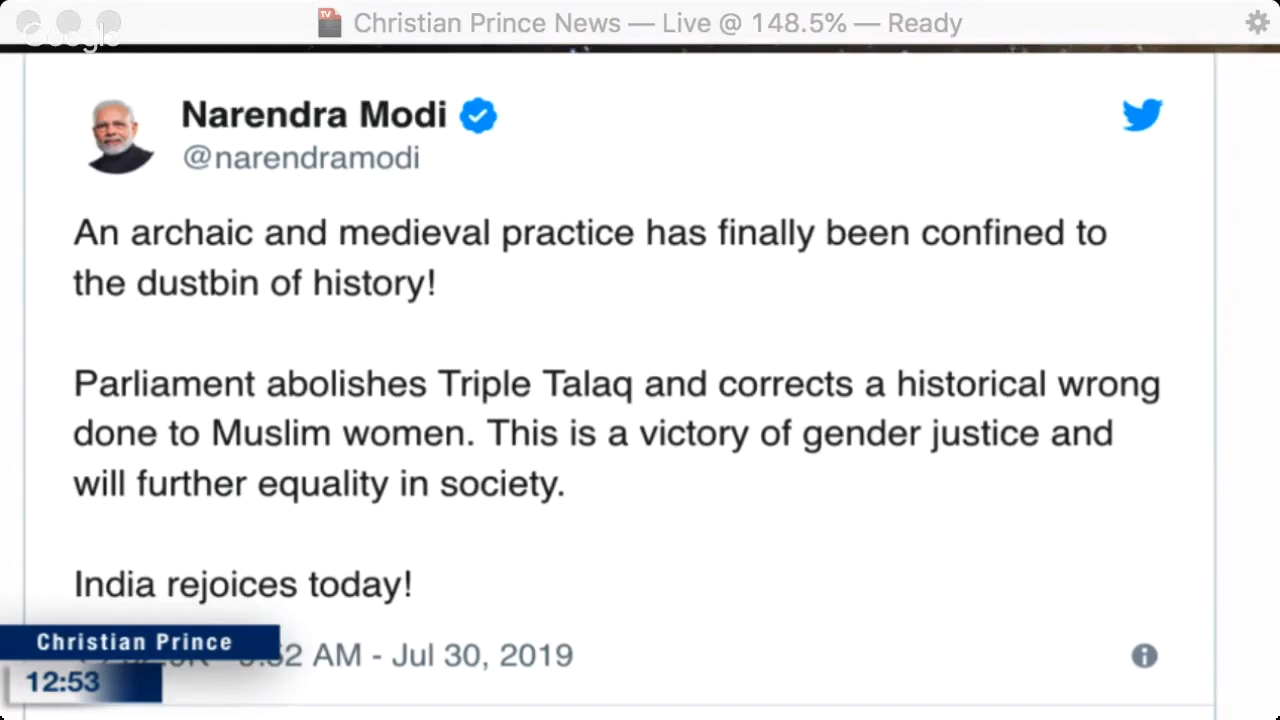 Christian Prince News — Live @ 148.5% — Ready
Google
Narendra Modi
@narendramodi
An archaic and medieval practice has finally been confined to
the dustbin of history!
Parliament abolishes Triple Talaq and corrects a historical wrong
done to Muslim women. This is a victory of gender justice and
will further equality in society.
India rejoices today!
AM - Jul 30, 2019
Christian Prince
12:53